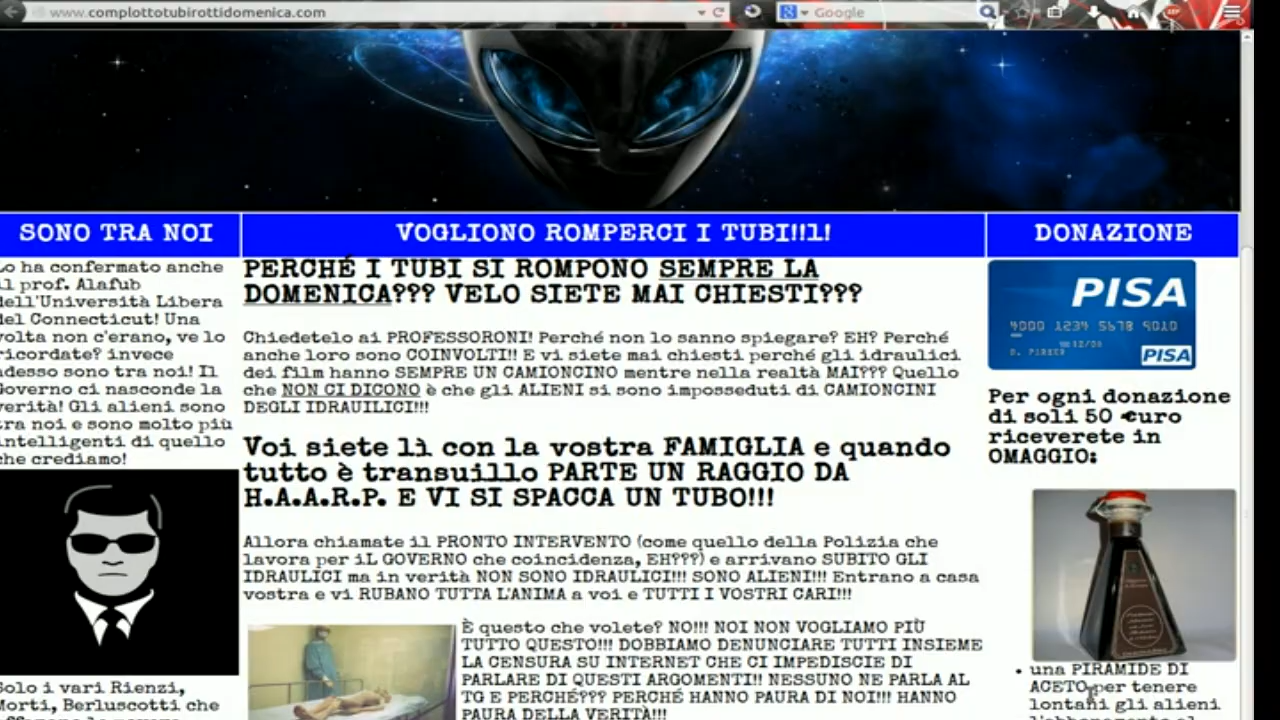 www.complottotubirottidomenica.com
Google
SONO TRA NOI
Lo ha confermato anche
il prof. Alafub
dell'Università Libera
del Connecticut! Una
volta non c'erano, ve lo
ricordate? invece
adesso sono tra noi! Il
Governo ci nasconde la
verità! Gli alieni sono
tra noi e sono molto più
intelligenti di quello
che crediamo!
Solo i vari Rienzi,
Morti, Berluscotti che
VOGLIONO ROMPERCI I TUBI!!1!
PERCHÉ I TUBI SI ROMPONO SEMPRE LA
DOMENICA??? VELO SIETE MAI CHIESTI???
Chiedetelo ai PROFESSORONI! Perché non lo sanno spiegare? EH? Perché
anche loro sono COINVOLTI!! E vi siete mai chiesti perché gli idraulici
dei film hanno SEMPRE UN CAMIONCINO mentre nella realtà MAI??? Quello
che NON CI DICONO è che gli ALIENI si sono imposseduti di CAMIONCINI
DEGLI IDRAUILICI!!!
Voi siete lì con la vostra FAMIGLIA e quando
tutto è transuillo PARTE UN RAGGIO DA
H.A.A.R.P. E VI SI SPACCA UN TUBO!!!
Allora chiamate il PRONTO INTERVENTO (come quello della Polizia che
lavora per iL GOVERNO che coincidenza, EH???) e arrivano SUBITO GLI
IDRAULICI ma in verità NON SONO IDRAULICI!!! SONO ALIENI!!! Entrano a casa
vostra e vi RUBANO TUTTA L'ANIMA a voi e TUTTI I VOSTRI CARI!!!
È questo che volete? NO!!! NOI NON VOGLIAMO PIÙ
TUTTO QUESTO!!! DOBBIAMO DENUNCIARE TUTTI INSIEME
LA CENSURA SU INTERNET CHE CI IMPEDISCIE DI
PARLARE DI QUESTI ARGOMENTI!! NESSUNO NE PARLA AL
TG E PERCHÉ??? PERCHÉ HANNO PAURA DI NOI!!! HANNO
PAURA DELLA VERITÀ!!!
DONAZIONE
PISA
4000 1234 5678 9010
12/06
D. PARKER
PISA
Per ogni donazione
di soli 50 €uro
riceverete in
OMAGGIO:
• una PIRAMIDE DI
ACETO per tenere
lontani gli alieni